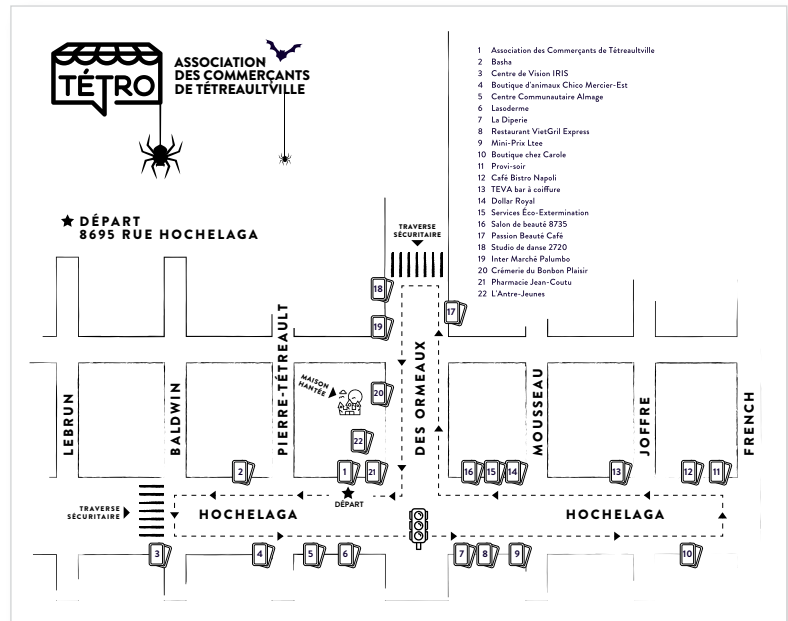 TÉTRO
ASSOCIATION
DES COMMERÇANTS
DE TÉTREAULTVILLE
1 Association des Commerçants de Tétreaultville
2 Basha
3 Centre de Vision IRIS
4 Boutique d'animaux Chico Mercier-Est
5 Centre Communautaire Almage
6 Lasoderme
7 La Diperie
8 Restaurant VietGril Express
9 Mini-Prix Ltee
10 Boutique chez Carole
11 Provi-soir
12 Café Bistro Napoli
13 TEVA bar à coiffure
14 Dollar Royal
15 Services Éco-Extermination
16 Salon de beauté 8735
17 Passion Beauté Café
18 Studio de danse 2720
19 Inter Marché Palumbo
20 Crémerie du Bonbon Plaisir
21 Pharmacie Jean-Coutu
22 L'Antre-Jeunes
DÉPART
8695 RUE HOCHELAGA
TRAVERSE
SÉCURITAIRE
18
17
19
MAISON
HANTÉE
20
22
LEBRUN
BALDWIN
PIERRE-TÉTREAULT
DES ORMEAUX
MOUSSEAU
JOFFRE
FRENCH
2
1
21
16
15
14
13
12
11
DÉPART
TRAVERSE
SÉCURITAIRE
HOCHELAGA
HOCHELAGA
3
4
5
6
7
8
9
10